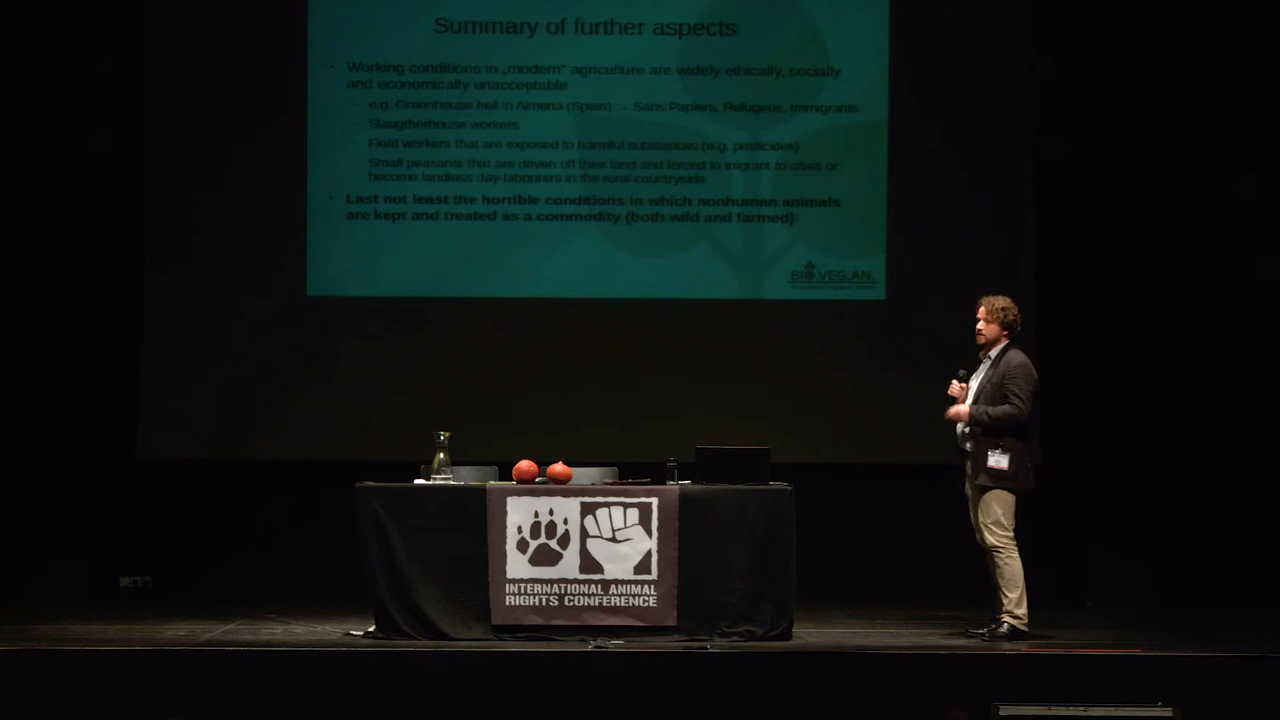 Summary of further aspects
• Working conditions in „modern“ agriculture are widely ethically, socially
and economically unacceptable
e.g. Greenhouse hell in Almeria (Spain) → Sans Papiers, Refugees, Immigrants
Slaugtherhouse workers
Field workers that are exposed to harmful substances (e.g. pesticides)
Small peasants that are driven off their land and forced to migrant to cities or
become landless day-labourers in the rural countryside
• Last not least the horrible conditions in which nonhuman animals
are kept and treated as a commodity (both wild and farmed)
BIO.VEG.AN.
INTERNATIONAL ANIMAL
RIGHTS CONFERENCE